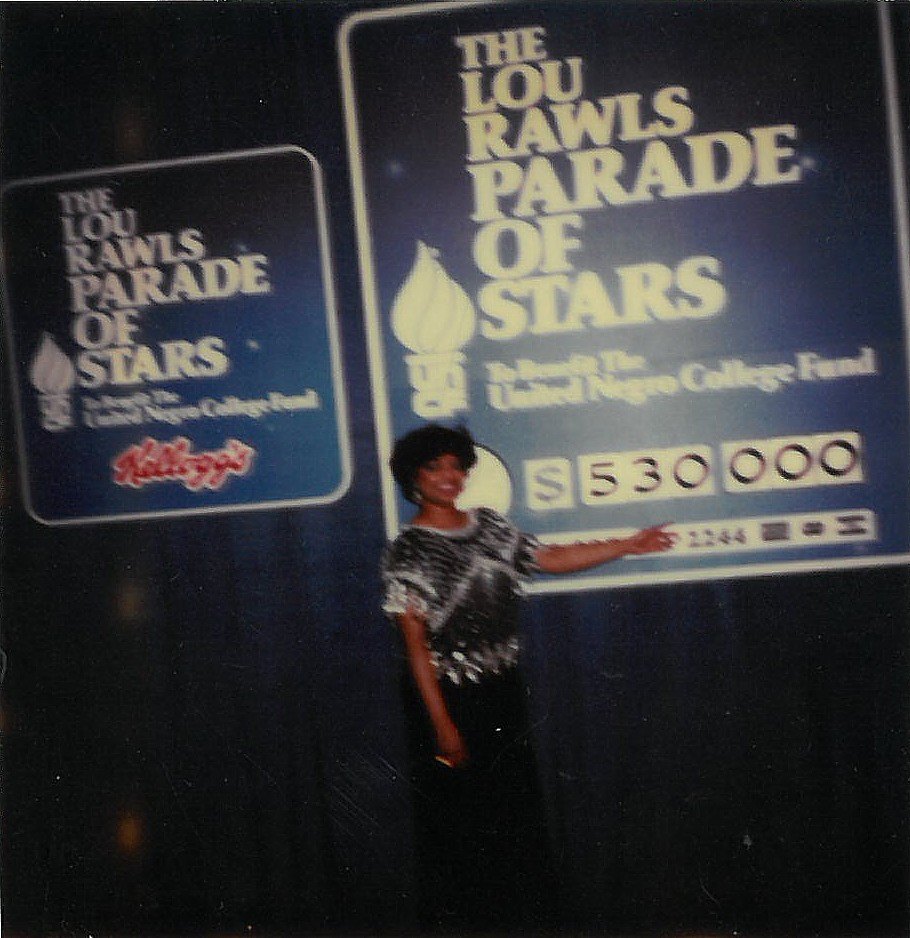 THE
LOU
RAWLS
PARADE
OF
STARS
To Benefit The
United Negro College Fund
Kellogg's
THE
LOU
RAWLS
PARADE
OF
STARS
To Benefit The
United Negro College Fund
$530000
2244